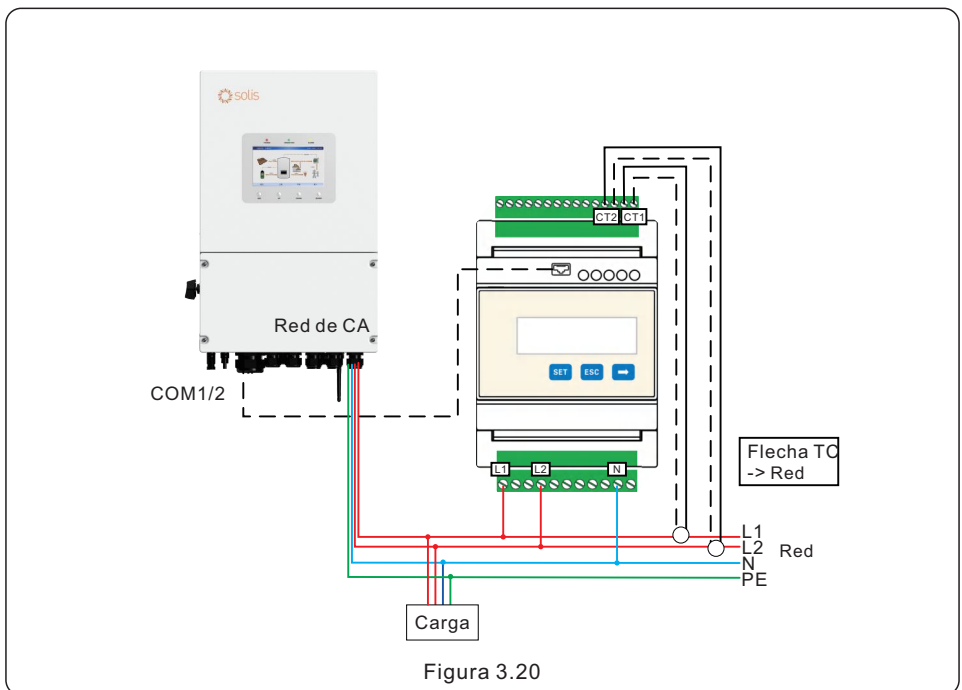 solis
Red de CA
COM1/2
CT2
CT1
SET
ESC
L1
L2
N
Flecha TC
-> Red
L1
L2
N
PE
Red
Carga
Figura 3.20